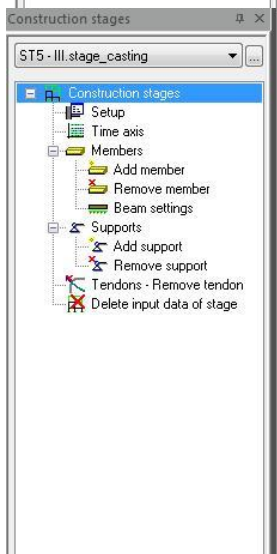 Construction stages
ST5 - III.stage_casting
...
Construction stages
Setup
Time axis
Members
Add member
Remove member
Beam settings
Supports
Add support
Remove support
Tendons - Remove tendon
Delete input data of stage